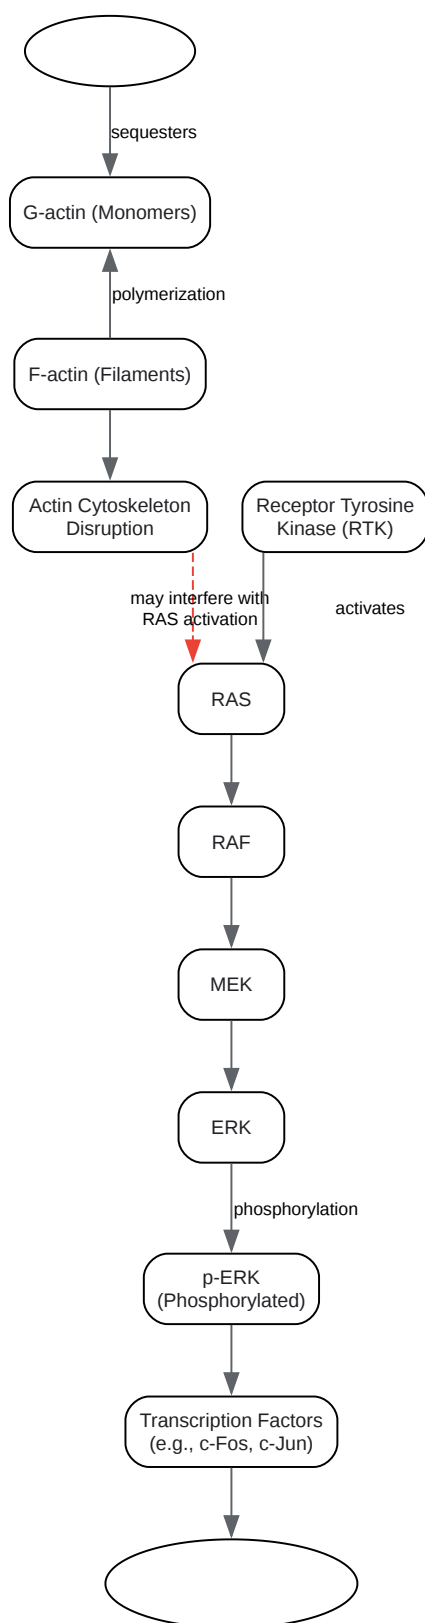 sequesters
G-actin (Monomers)
polymerization
F-actin (Filaments)
Actin Cytoskeleton
Disruption
Receptor Tyrosine
Kinase (RTK)
may interfere with
RAS activation
activates
RAS
RAF
MEK
ERK
phosphorylation
p-ERK
(Phosphorylated)
Transcription Factors
(e.g., c-Fos, c-Jun)